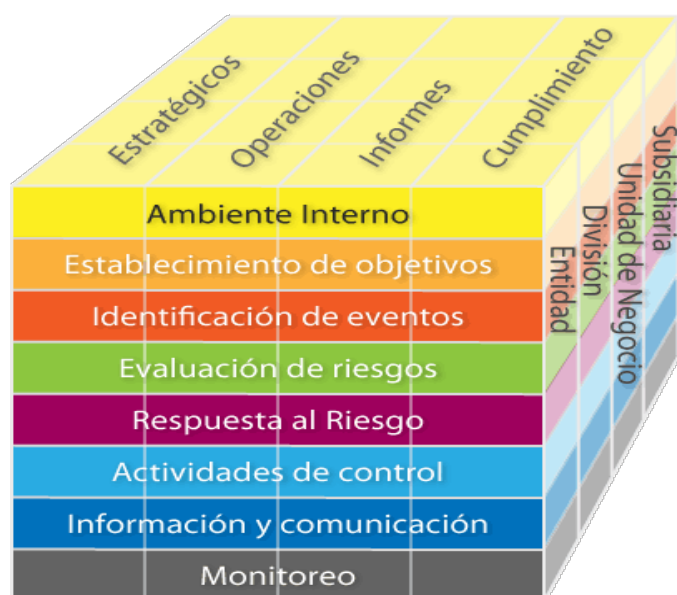 Estratégicos
Operaciones
Informes
Cumplimiento
Ambiente Interno
Establecimiento de objetivos
Identificación de eventos
Evaluación de riesgos
Respuesta al Riesgo
Actividades de control
Información y comunicación
Monitoreo
Entidad
División
Unidad de Negocio
Subsidiaria